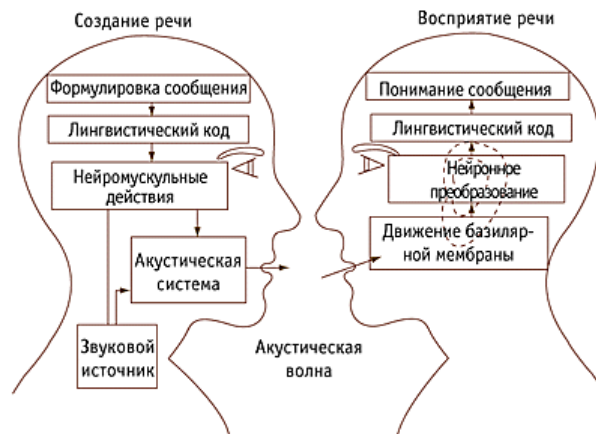 Создание речи
Формулировка сообщения
Лингвистический код
Нейромускульные
действия
Акустическая
система
Звуковой
источник
Акустическая
волна
Восприятие речи
Понимание сообщения
Лингвистический код
Нейронное
преобразование
Движение базиляр-
ной мембраны